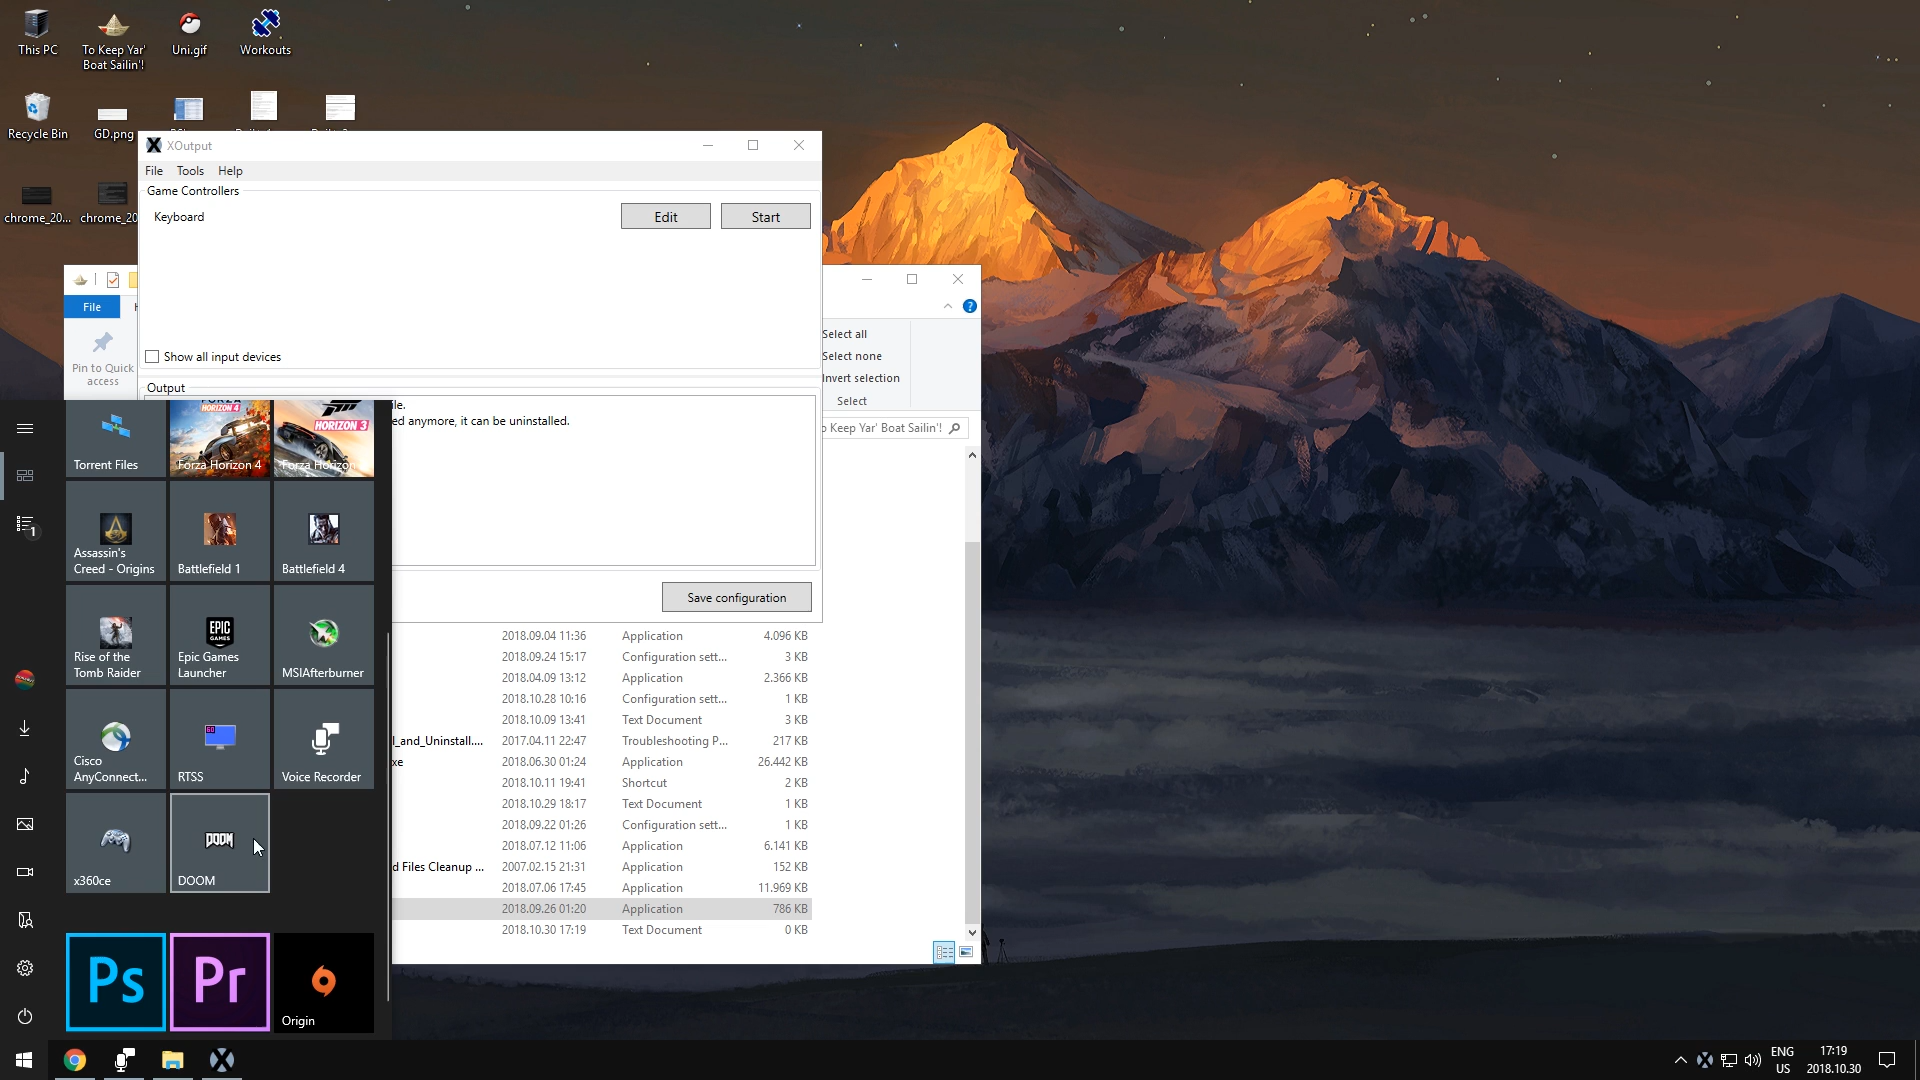 This PC
To Keep Yar'
Boat Sailin'!
Uni.gif
Workouts
Recycle Bin
GD.png
chrome_20...
chrome_20
XOutput
File
Tools
Help
Game Controllers
Keyboard
Edit
Start
Show all input devices
Output
ile.
ed anymore, it can be uninstalled.
Save configuration
File
Pin to Quick
access
Select all
Select none
Invert selection
Select
o Keep Yar' Boat Sailin'!
2018.09.04 11:36 Application 4.096 KB
2018.09.24 15:17 Configuration sett... 3 KB
2018.04.09 13:12 Application 2.366 KB
2018.10.28 10:16 Configuration sett... 1 KB
2018.10.09 13:41 Text Document 3 KB
l_and_Uninstall.... 2017.04.11 22:47 Troubleshooting P... 217 KB
xe 2018.06.30 01:24 Application 26.442 KB
2018.10.11 19:41 Shortcut 2 KB
2018.10.29 18:17 Text Document 1 KB
2018.09.22 01:26 Configuration sett... 1 KB
2018.07.12 11:06 Application 6.141 KB
d Files Cleanup ... 2007.02.15 21:31 Application 152 KB
2018.07.06 17:45 Application 11.969 KB
2018.09.26 01:20 Application 786 KB
2018.10.30 17:19 Text Document 0 KB
1
Torrent Files
HORIZON 4
Forza Horizon 4
HORIZON 3
Forza Horizon
Assassin's
Creed - Origins
Battlefield 1
Battlefield 4
Rise of the
Tomb Raider
EPIC
GAMES
Epic Games
Launcher
MSIAfterburner
Cisco
AnyConnect...
60
RTSS
Voice Recorder
x360ce
DOOM
DOOM
Ps
Pr
Origin
ENG
US
17:19
2018.10.30